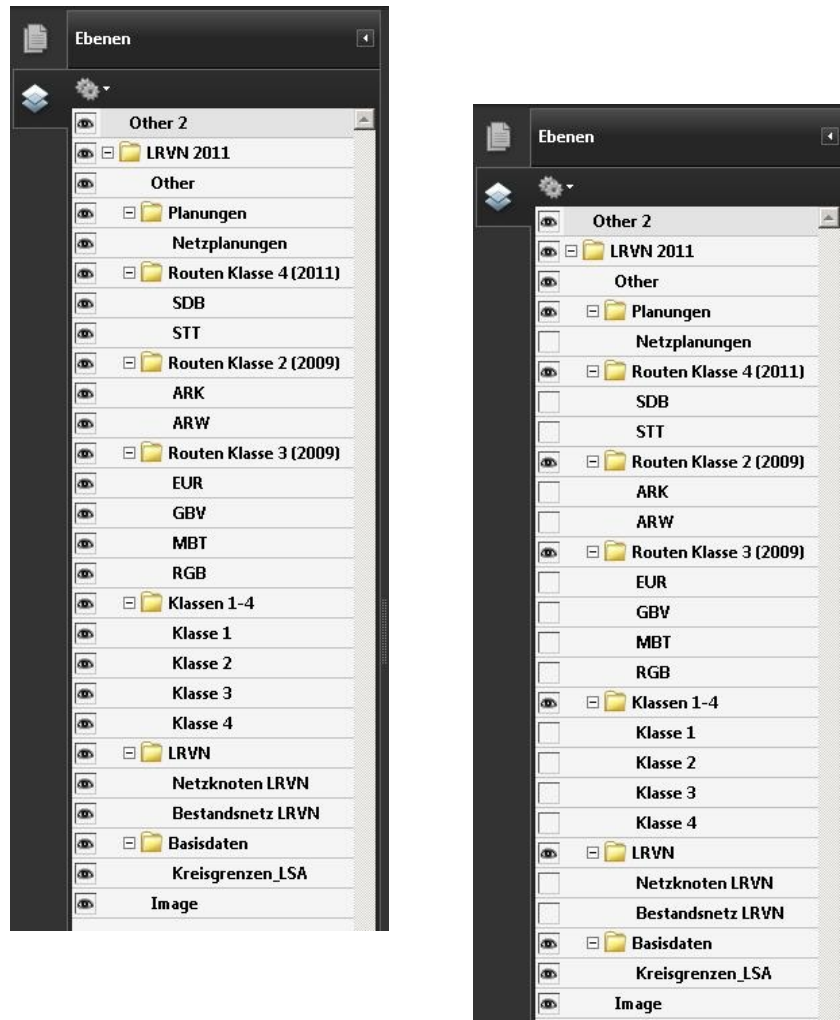 Ebenen
Other 2
LRVN 2011
Other
Planungen
Netzplanungen
Routen Klasse 4 (2011)
SDB
STT
Routen Klasse 2 (2009)
ARK
ARW
Routen Klasse 3 (2009)
EUR
GBV
MBT
RGB
Klassen 1-4
Klasse 1
Klasse 2
Klasse 3
Klasse 4
LRVN
Netzknoten LRVN
Bestandsnetz LRVN
Basisdaten
Kreisgrenzen_LSA
Image
Ebenen
Other 2
LRVN 2011
Other
Planungen
Netzplanungen
Routen Klasse 4 (2011)
SDB
STT
Routen Klasse 2 (2009)
ARK
ARW
Routen Klasse 3 (2009)
EUR
GBV
MBT
RGB
Klassen 1-4
Klasse 1
Klasse 2
Klasse 3
Klasse 4
LRVN
Netzknoten LRVN
Bestandsnetz LRVN
Basisdaten
Kreisgrenzen_LSA
Image